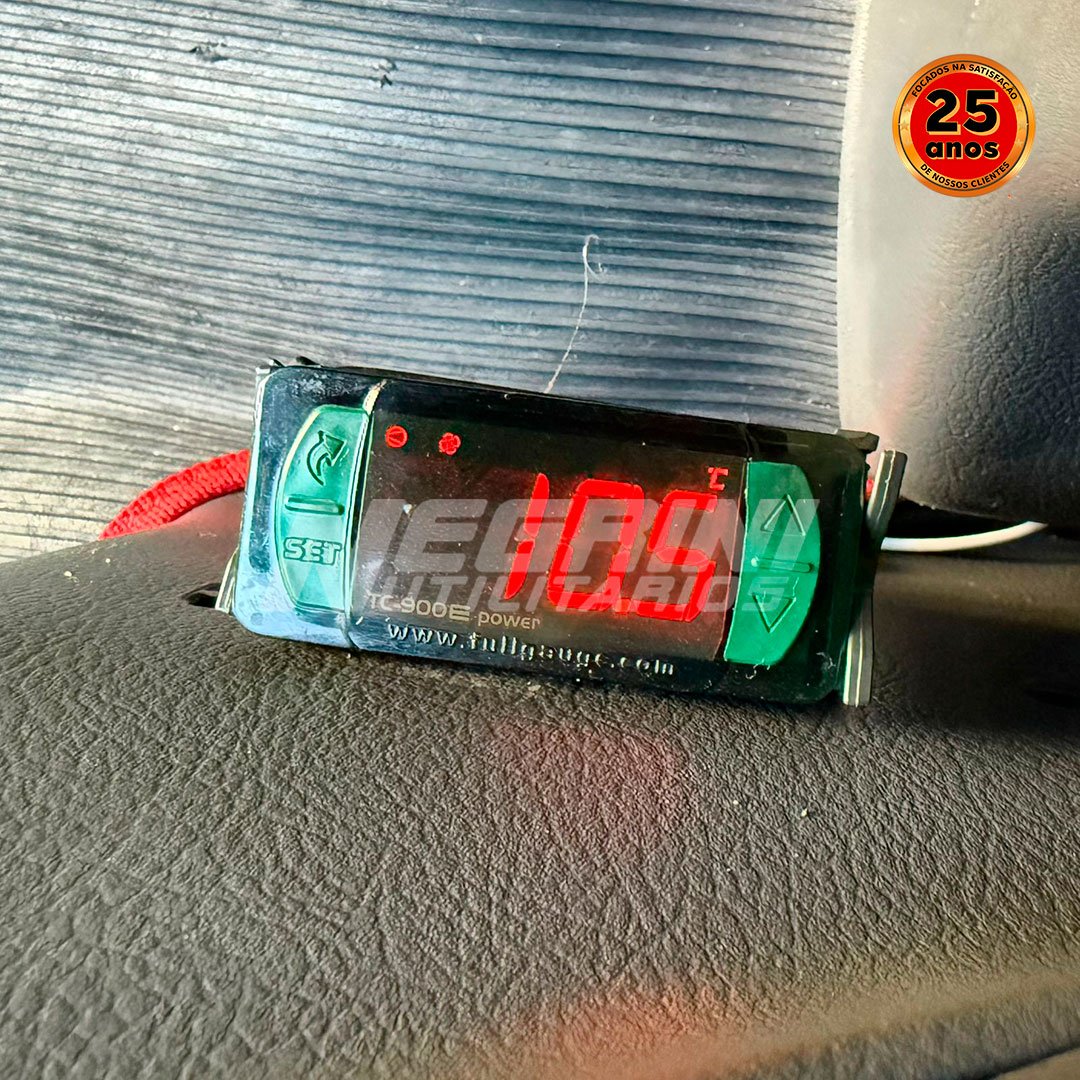 FOCADOS NA SATISFAÇÃO
25
anos
DE NOSSOS CLIENTES
℃
10.5
SET
UTILITÁRIOS
TC-900E power
www.fullgauge.com